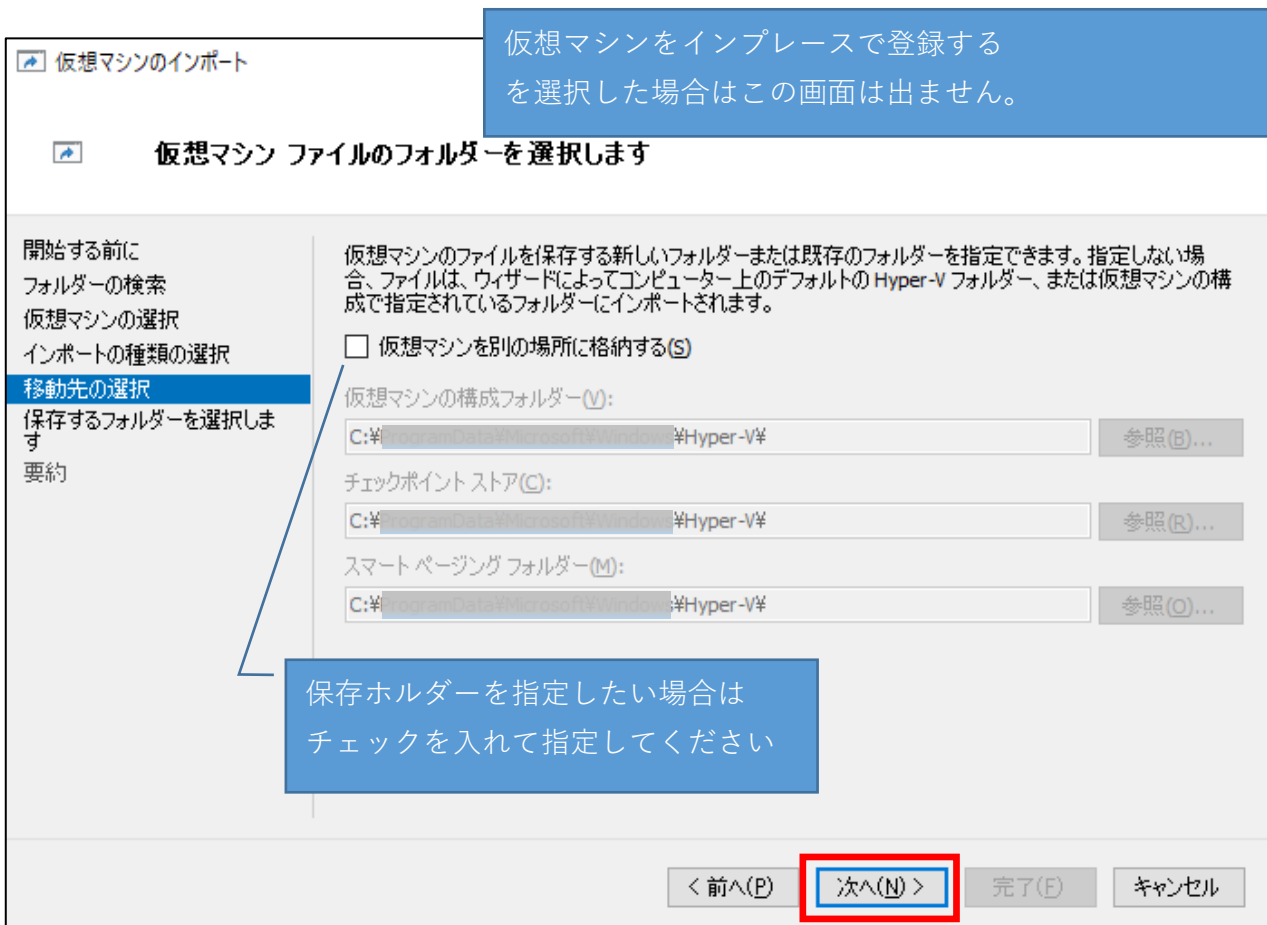 仮想マシンをインプレースで登録する
を選択した場合はこの画面は出ません。
仮想マシンのインポート
仮想マシン ファイルのフォルダーを選択します
開始する前に
フォルダーの検索
仮想マシンの選択
インポートの種類の選択
移動先の選択
保存するフォルダーを選択しま
す
要約
仮想マシンのファイルを保存する新しいフォルダーまたは既存のフォルダーを指定できます。指定しない場
合、ファイルは、ウィザードによってコンピューター上のデフォルトの Hyper-V フォルダー、または仮想マシンの構
成で指定されているフォルダーにインポートされます。
仮想マシンを別の場所に格納する(S)
仮想マシンの構成フォルダー(V):
C:¥ProgramData¥Microsoft¥Windows¥Hyper-V¥
参照(B)...
チェックポイント ストア(C):
C:¥ProgramData¥Microsoft¥Windows¥Hyper-V¥
参照(R)...
スマート ページング フォルダー(M):
C:¥ProgramData¥Microsoft¥Windows¥Hyper-V¥
参照(O)...
保存ホルダーを指定したい場合は
チェックを入れて指定してください
< 前へ(P)
次へ(N) >
完了(F)
キャンセル